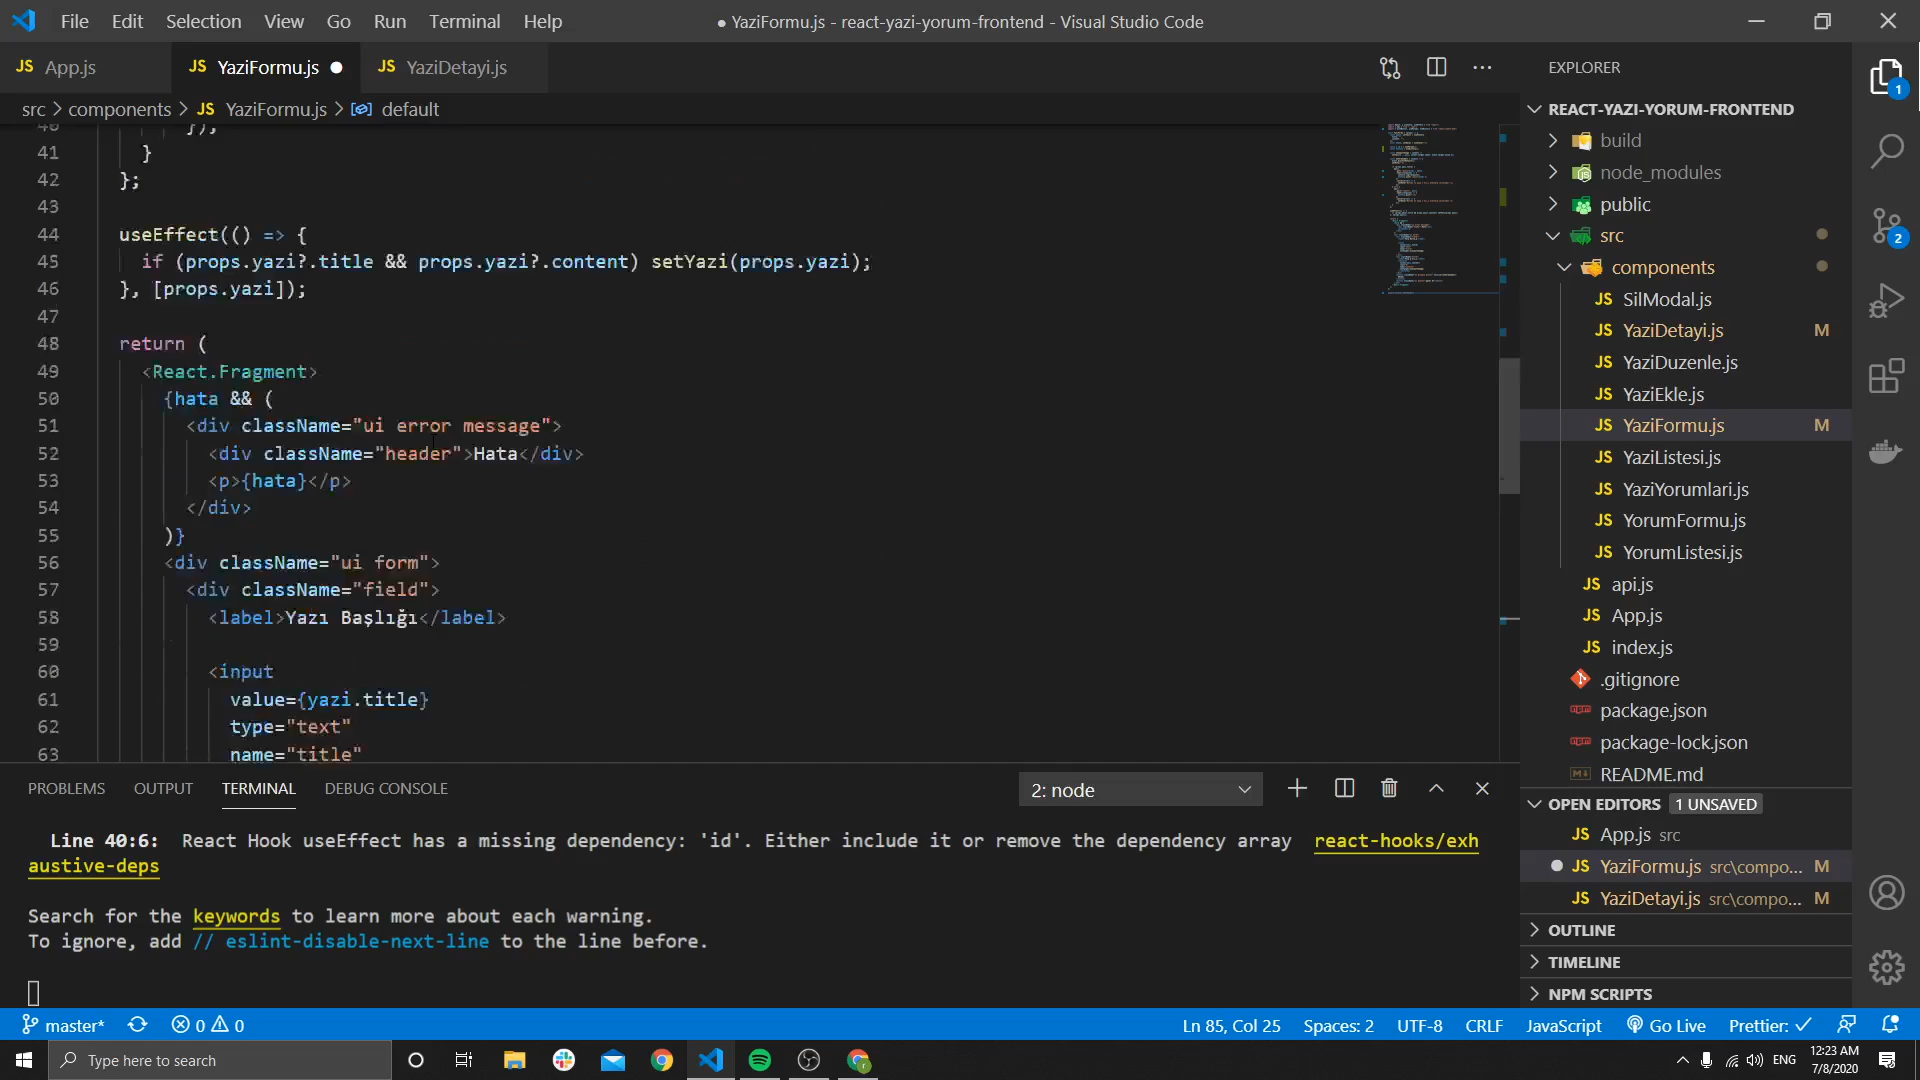 File Edit Selection View Go Run Terminal Help
● YaziFormu.js - react-yazi-yorum-frontend - Visual Studio Code
JS App.js
JS YaziFormu.js ●
JS YaziDetayi.js
src > components > JS YaziFormu.js > default
40 });
41 }
42 };
43
44 useEffect(() => {
45 if (props.yazi?.title && props.yazi?.content) setYazi(props.yazi);
46 }, [props.yazi]);
47
48 return (
49 <React.Fragment>
50 {hata && (
51 <div className="ui error message">
52 <div className="header">Hata</div>
53 <p>{hata}</p>
54 </div>
55 )}
56 <div className="ui form">
57 <div className="field">
58 <label>Yazı Başlığı</label>
59
60 <input
61 value={yazi.title}
62 type="text"
63 name="title"
PROBLEMS OUTPUT TERMINAL DEBUG CONSOLE
2: node
Line 40:6: React Hook useEffect has a missing dependency: 'id'. Either include it or remove the dependency array react-hooks/exh
austive-deps
Search for the keywords to learn more about each warning.
To ignore, add // eslint-disable-next-line to the line before.
EXPLORER
REACT-YAZI-YORUM-FRONTEND
build
node_modules
public
src
components
JS SilModal.js
JS YaziDetayi.js M
JS YaziDuzenle.js
JS YaziEkle.js
JS YaziFormu.js M
JS YaziListesi.js
JS YaziYorumlari.js
JS YorumFormu.js
JS YorumListesi.js
JS api.js
JS App.js
JS index.js
.gitignore
package.json
package-lock.json
README.md
OPEN EDITORS 1 UNSAVED
JS App.js src
● JS YaziFormu.js src\compo... M
JS YaziDetayi.js src\compo... M
OUTLINE
TIMELINE
NPM SCRIPTS
1
2
master* 0 0
Ln 85, Col 25 Spaces: 2 UTF-8 CRLF JavaScript Go Live Prettier: ✓
Type here to search
ENG
12:23 AM
7/8/2020